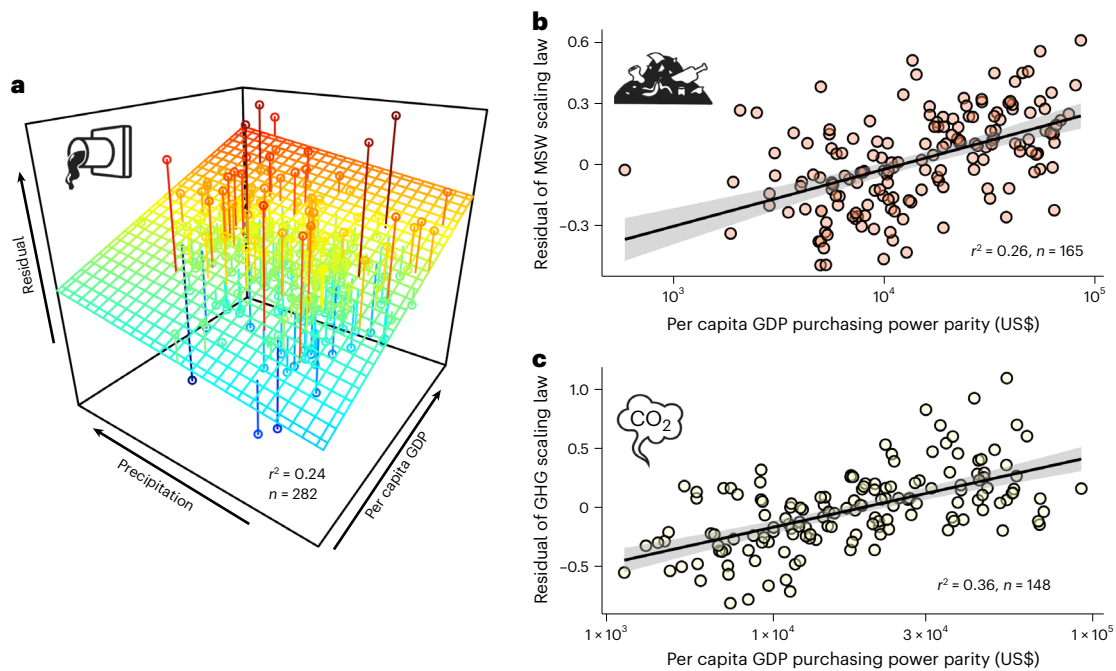 a
Residual
Precipitation
Per capita GDP
r² = 0.24
n = 282
b
Residual of MSW scaling law
0.6
0.3
0
−0.3
r² = 0.26, n = 165
10³
10⁴
10⁵
Per capita GDP purchasing power parity (US$)
c
Residual of GHG scaling law
1.0
0.5
0
−0.5
CO₂
r² = 0.36, n = 148
1 × 10³
1 × 10⁴
3 × 10⁴
1 × 10⁵
Per capita GDP purchasing power parity (US$)